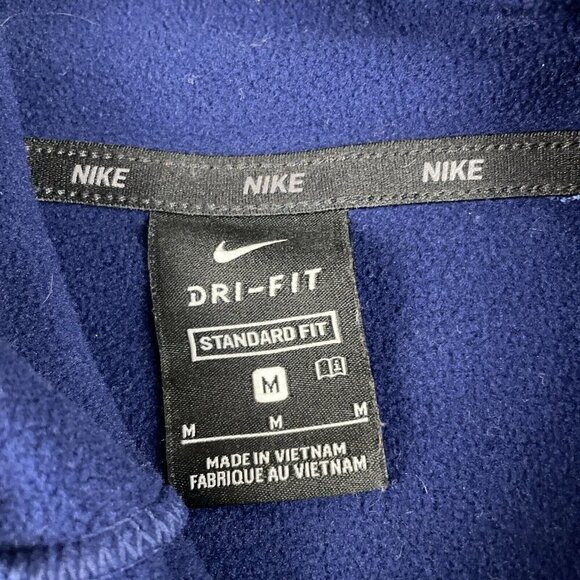 NIKE NIKE NIKE
DRI-FIT
STANDARD FIT
M
M M M
MADE IN VIETNAM
FABRIQUE AU VIETNAM